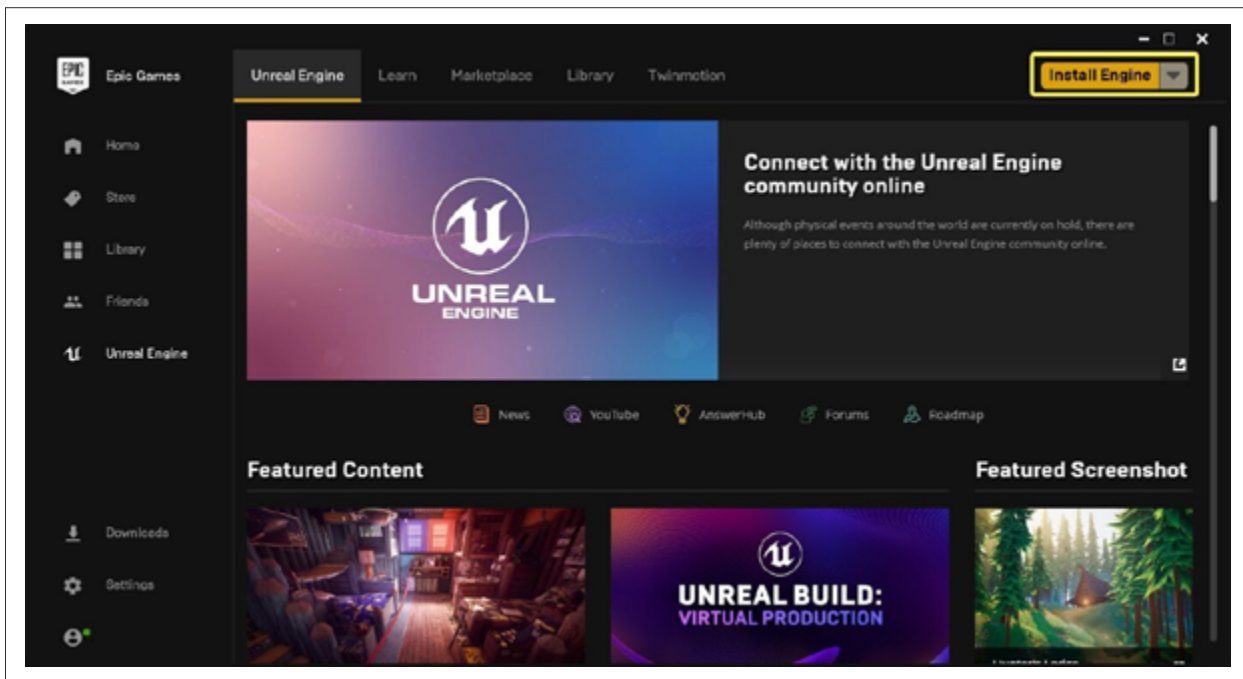 EPIC
GAMES
Epic Games
Unreal Engine
Learn
Marketplace
Library
Twinmotion
Install Engine
Home
Store
Library
Friends
Unreal Engine
Downloads
Settings
UNREAL
ENGINE
Connect with the Unreal Engine
community online
Although physical events around the world are currently on hold, there are
plenty of places to connect with the Unreal Engine community online.
News
YouTube
AnswerHub
Forums
Roadmap
Featured Content
Featured Screenshot
UNREAL BUILD:
VIRTUAL PRODUCTION